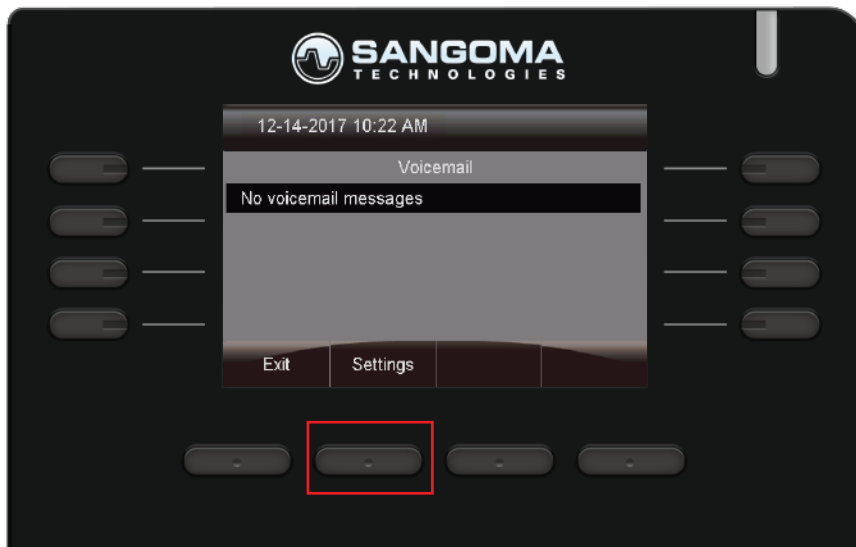 SANGOMA
TECHNOLOGIES
12-14-2017 10:22 AM
Voicemail
No voicemail messages
Exit Settings